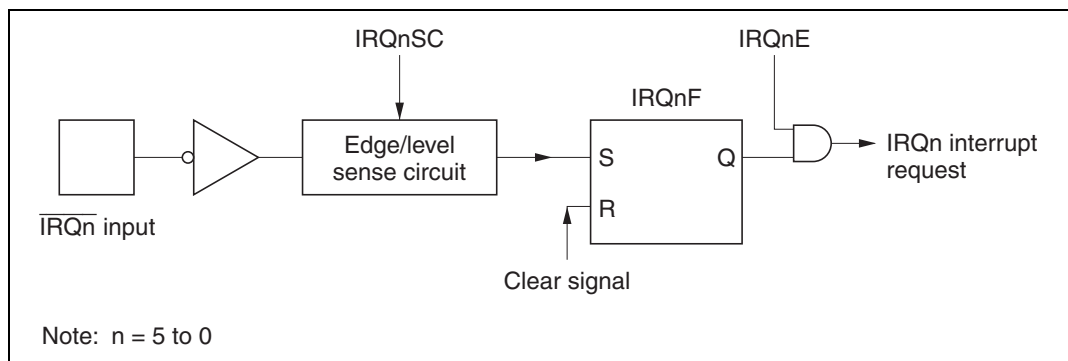 IRQnSC
IRQnE
IRQnF
Edge/level
sense circuit
S
Q
R
IRQn interrupt
request
IRQn input
Clear signal
Note: n = 5 to 0